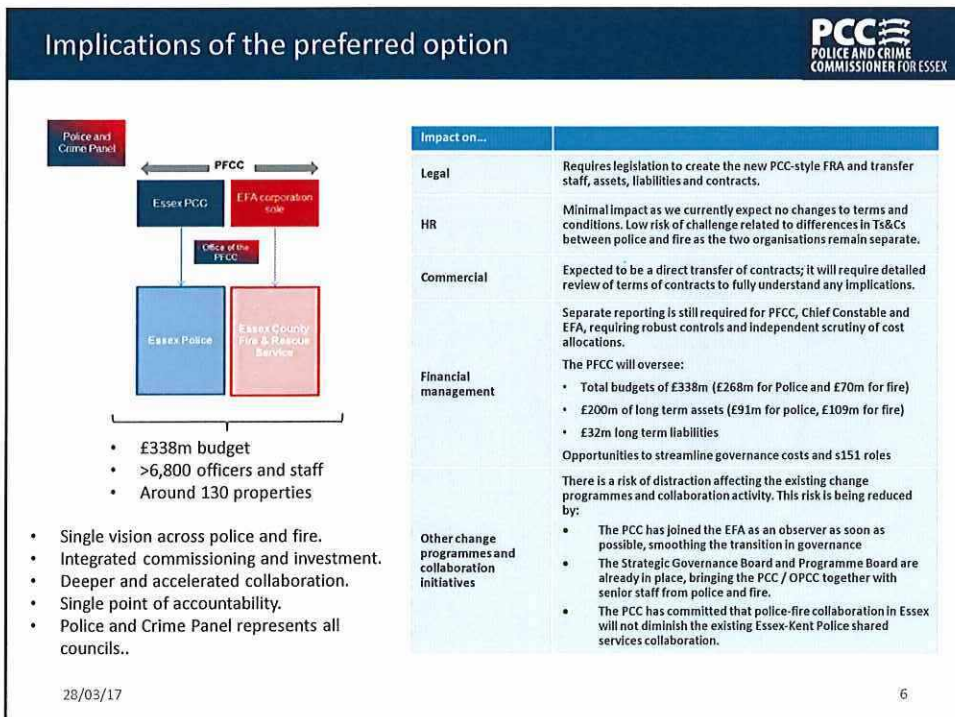 Implications of the preferred option
PCC
POLICE AND CRIME
COMMISSIONER FOR ESSEX
Police and
Crime Panel
PFCC
Essex PCC
EFA corporation
sole
Office of the
PFCC
Essex Police
Essex County
Fire & Rescue
Service
• £338m budget
• >6,800 officers and staff
• Around 130 properties
• Single vision across police and fire.
• Integrated commissioning and investment.
• Deeper and accelerated collaboration.
• Single point of accountability.
• Police and Crime Panel represents all
councils..
Impact on...
Legal
Requires legislation to create the new PCC-style FRA and transfer
staff, assets, liabilities and contracts.
HR
Minimal impact as we currently expect no changes to terms and
conditions. Low risk of challenge related to differences in Ts&Cs
between police and fire as the two organisations remain separate.
Commercial
Expected to be a direct transfer of contracts; it will require detailed
review of terms of contracts to fully understand any implications.
Financial
management
Separate reporting is still required for PFCC, Chief Constable and
EFA, requiring robust controls and independent scrutiny of cost
allocations.
The PFCC will oversee:
• Total budgets of £338m (£268m for Police and £70m for fire)
• £200m of long term assets (£91m for police, £109m for fire)
• £32m long term liabilities
Opportunities to streamline governance costs and s151 roles
Other change
programmes and
collaboration
initiatives
There is a risk of distraction affecting the existing change
programmes and collaboration activity. This risk is being reduced
by:
• The PCC has joined the EFA as an observer as soon as
possible, smoothing the transition in governance
• The Strategic Governance Board and Programme Board are
already in place, bringing the PCC / OPCC together with
senior staff from police and fire.
• The PCC has committed that police-fire collaboration in Essex
will not diminish the existing Essex-Kent Police shared
services collaboration.
28/03/17
6